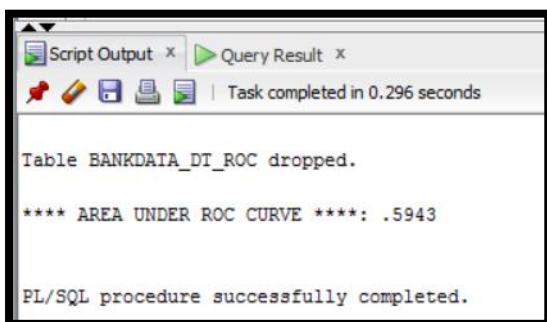 Script Output x Query Result x
Task completed in 0.296 seconds
Table BANKDATA_DT_ROC dropped.
**** AREA UNDER ROC CURVE ****: .5943
PL/SQL procedure successfully completed.